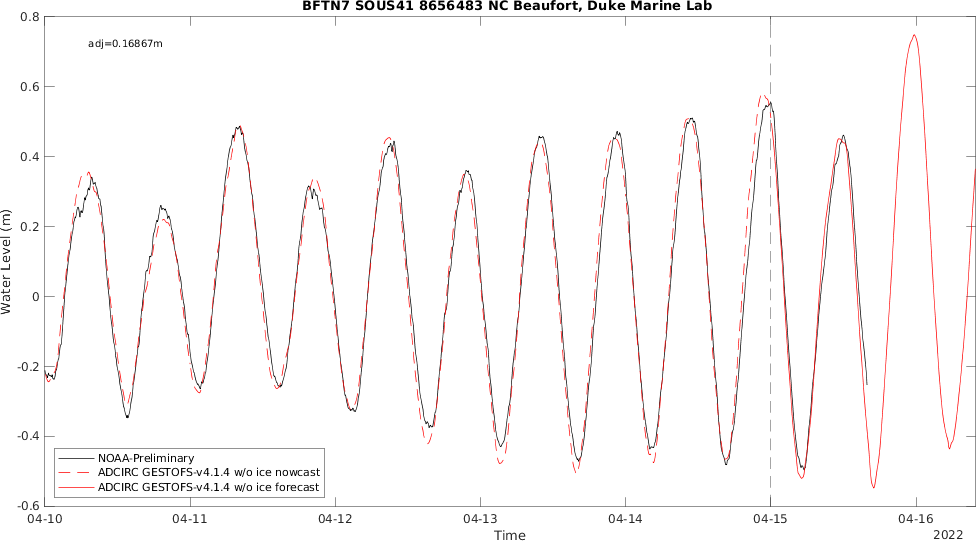 BFTN7 SOUS41 8656483 NC Beaufort, Duke Marine Lab
adj=0.16867m
0.8
0.6
0.4
0.2
0
-0.2
-0.4
-0.6
Water Level (m)
NOAA-Preliminary
ADCIRC GESTOFS-v4.1.4 w/o ice nowcast
ADCIRC GESTOFS-v4.1.4 w/o ice forecast
04-10 04-11 04-12 04-13 04-14 04-15 04-16
Time
2022